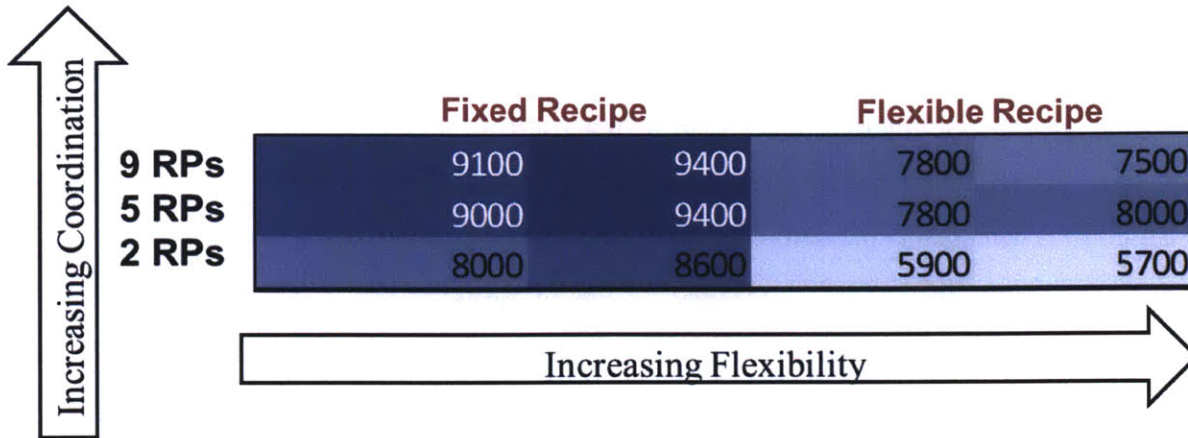 Increasing Coordination
Fixed Recipe Flexible Recipe
9 RPs 9100 9400 7800 7500
5 RPs 9000 9400 7800 8000
2 RPs 8000 8600 5900 5700
Increasing Flexibility